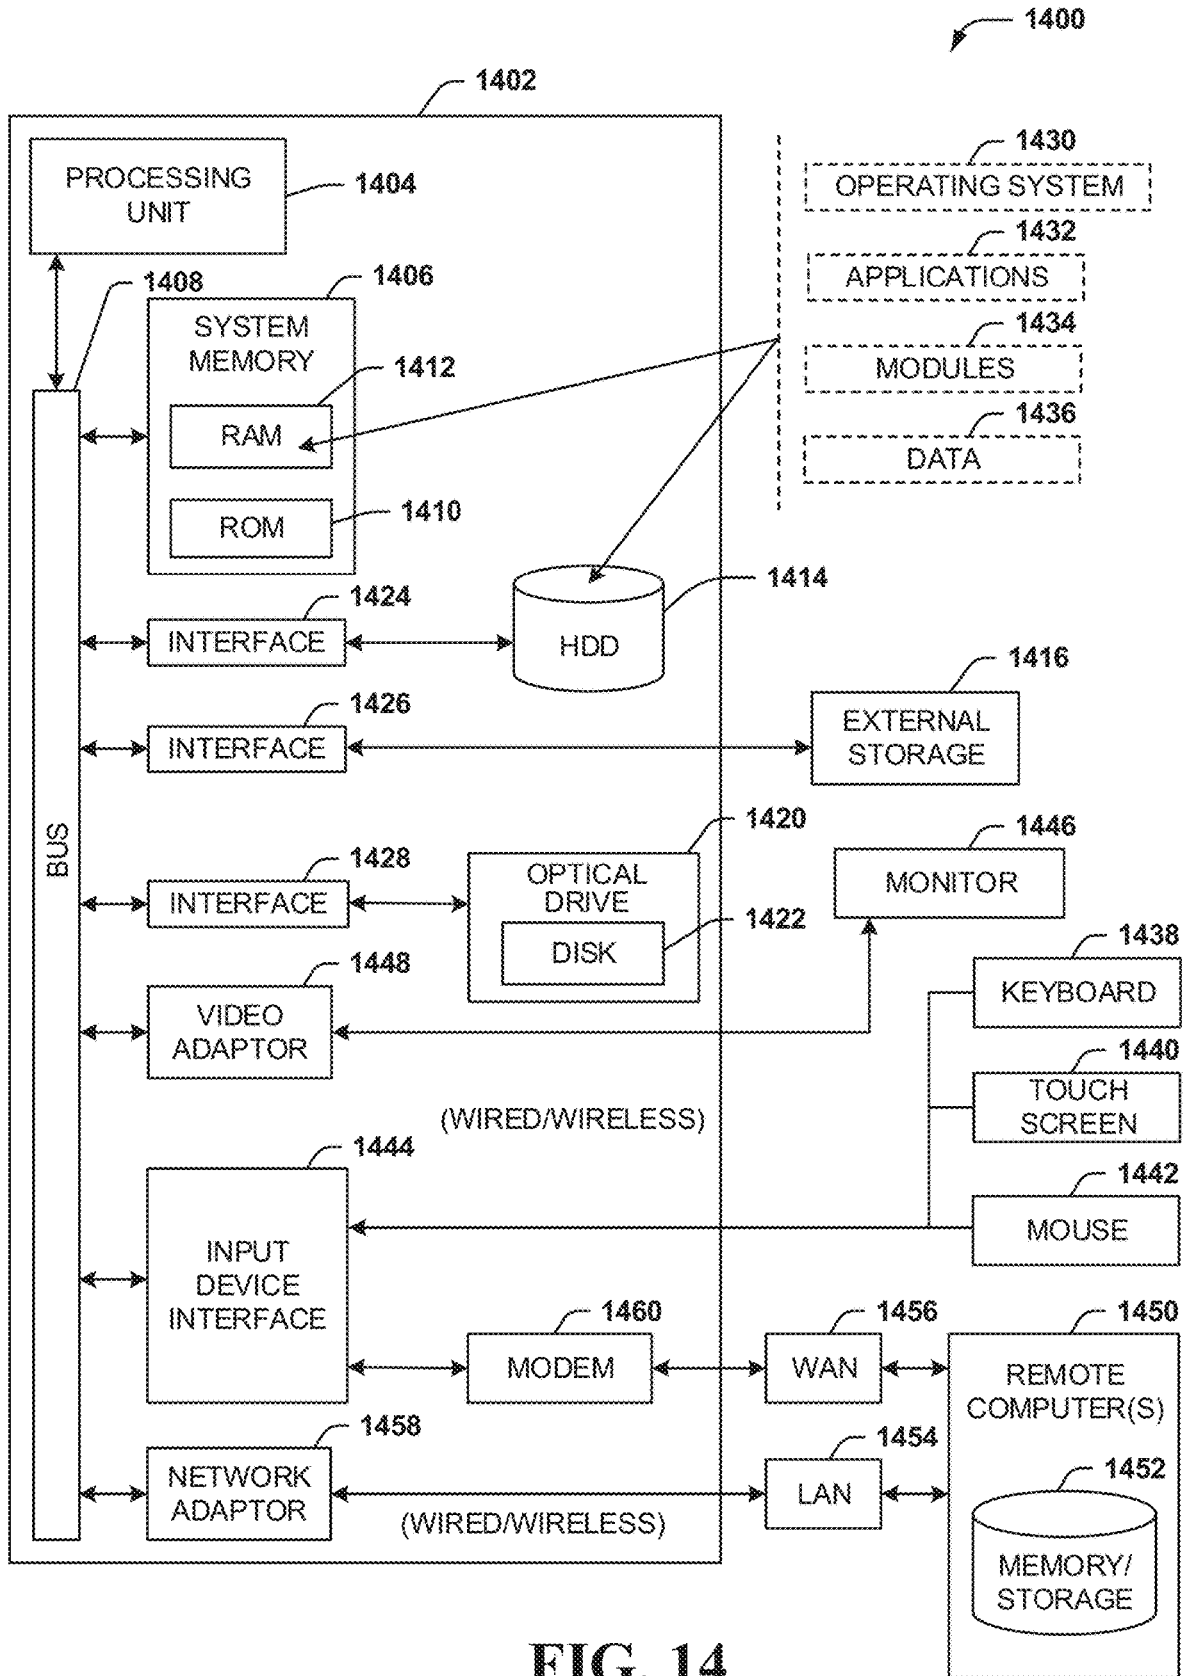 1400
1402
PROCESSING
UNIT
1404
1430
OPERATING SYSTEM
1432
APPLICATIONS
1434
MODULES
1436
DATA
1408
1406
SYSTEM
MEMORY
1412
RAM
1410
ROM
1424
INTERFACE
1414
HDD
1426
INTERFACE
1416
EXTERNAL
STORAGE
BUS
1428
INTERFACE
1420
OPTICAL
DRIVE
1422
DISK
1446
MONITOR
1448
VIDEO
ADAPTOR
1438
KEYBOARD
1440
TOUCH
SCREEN
(WIRED/WIRELESS)
1444
INPUT
DEVICE
INTERFACE
1442
MOUSE
1460
MODEM
1456
WAN
1450
REMOTE
COMPUTER(S)
1458
NETWORK
ADAPTOR
(WIRED/WIRELESS)
1454
LAN
1452
MEMORY/
STORAGE
FIG. 14